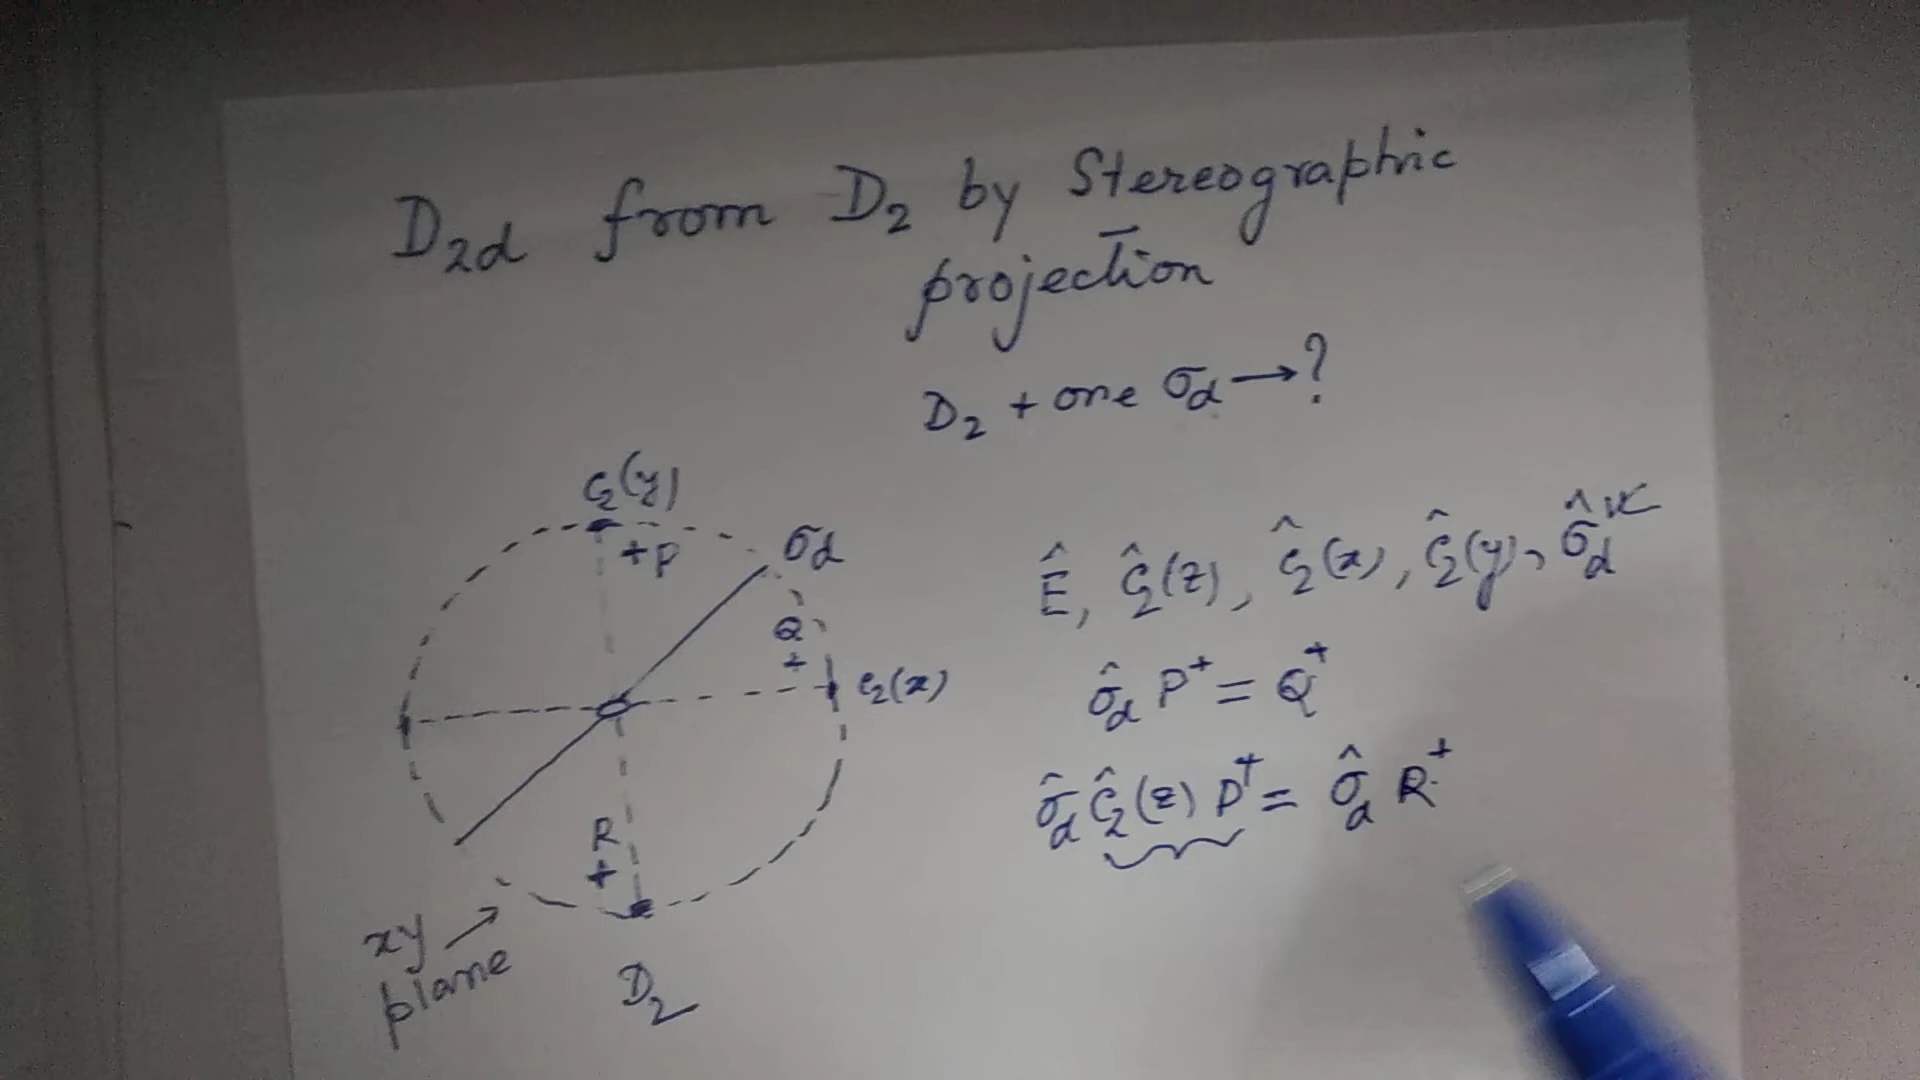 D₂d from D₂ by Stereographic
projection
D₂ + one σd → ?
C₂(y)
+P
σd
Q
+
C₂(x)
R
+
xy →
plane
D₂
Ê, Ĉ₂(z), Ĉ₂(x), Ĉ₂(y), σ̂d
σ̂d P⁺ = Q⁺
σ̂d Ĉ₂(z) P⁺ = σ̂d R⁺